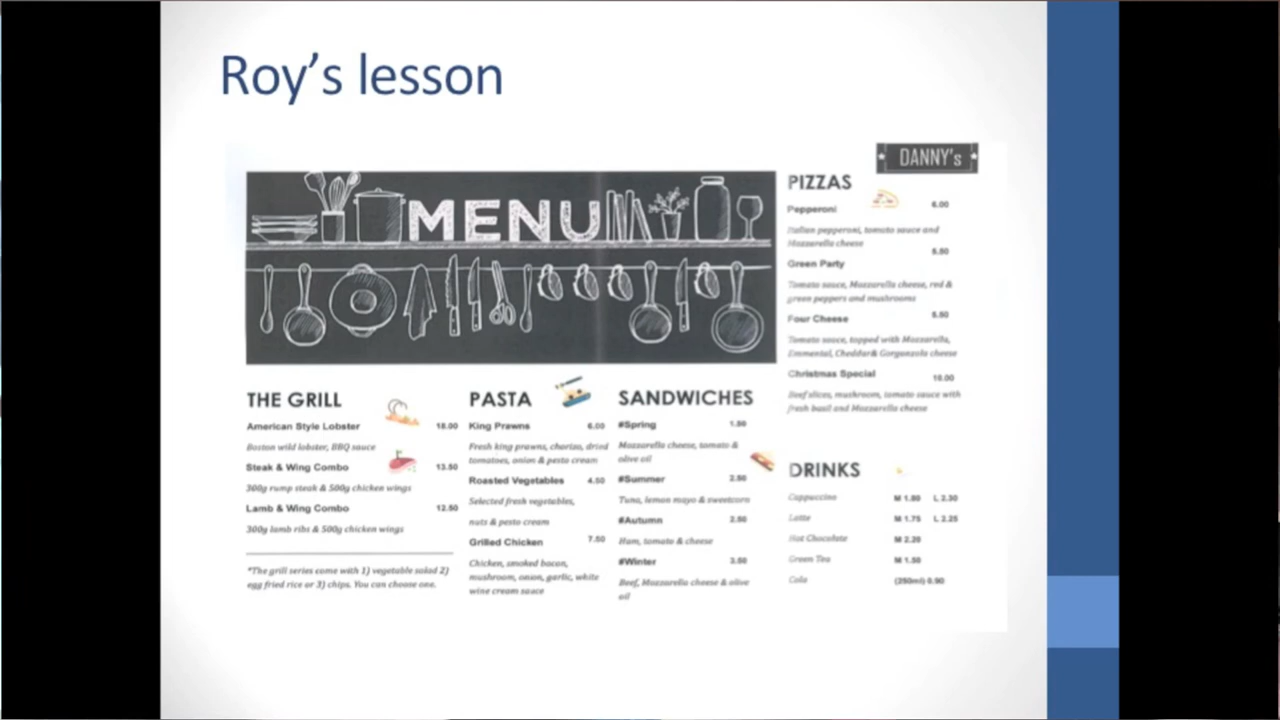 Roy's lesson
DANNY's
MENU
THE GRILL
American Style Lobster 18.00
Boston wild lobster, BBQ sauce
Steak & Wing Combo 13.50
300g rump steak & 500g chicken wings
Lamb & Wing Combo 12.50
300g lamb ribs & 500g chicken wings
*The grill series come with 1) vegetable salad 2)
egg fried rice or 3) chips. You can choose one.
PASTA
King Prawns 6.00
Fresh king prawns, chorizo, dried
tomatoes, onion & pesto cream
Roasted Vegetables 4.50
Selected fresh vegetables,
nuts & pesto cream
Grilled Chicken 7.50
Chicken, smoked bacon,
mushroom, onion, garlic, white
wine cream sauce
SANDWICHES
#Spring
Mozzarella cheese, tomato &
olive oil
#Summer 2.50
Tuna, lemon mayo & sweetcorn
#Autumn 2.50
Ham, tomato & cheese
#Winter 3.50
Beef, Mozzarella cheese & olive
oil
PIZZAS
Pepperoni 6.00
Italian pepperoni, tomato sauce and
Mozzarella cheese
5.50
Green Party
Tomato sauce, Mozzarella cheese, red &
green peppers and mushrooms
Four Cheese 5.50
Tomato sauce, topped with Mozzarella,
Emmental, Cheddar& Gorgonzola cheese
Christmas Special 10.00
Beef slices, mushroom, tomato sauce with
fresh basil and Mozzarella cheese
DRINKS
Cappuccino M 1.80 L 2.30
Latte M 1.75 L 2.25
Hot Chocolate M 2.20
Green Tea M 1.50
Cola (350ml) 0.90